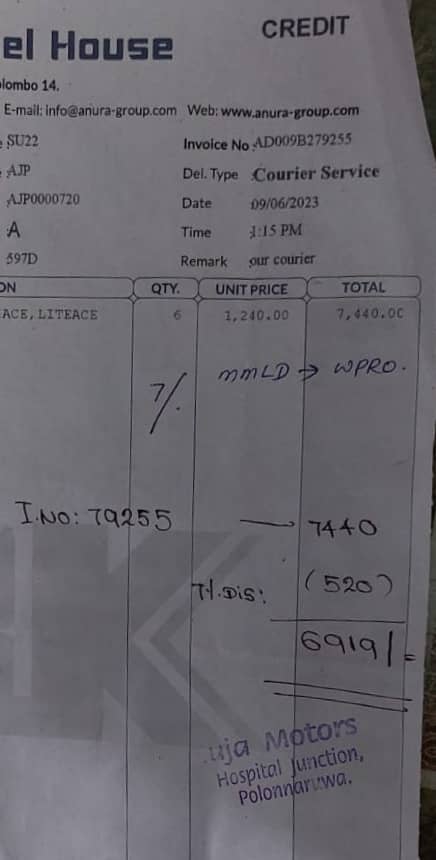 el House
CREDIT
olombo 14.
E-mail: info@anura-group.com Web: www.anura-group.com
SU22
Invoice No AD009B279255
AJP
Del. Type Courier Service
AJP0000720
Date 09/06/2023
A
Time 1:15 PM
597D
Remark our courier
ON QTY. UNIT PRICE TOTAL
ACE, LITEACE 6 1,240.00 7,440.00
MMLD → WPRO.
7%
I.NO: 79255 — 7440
7%.Dis: (520)
6919/=
uja Motors
Hospital Junction,
Polonnaruwa.